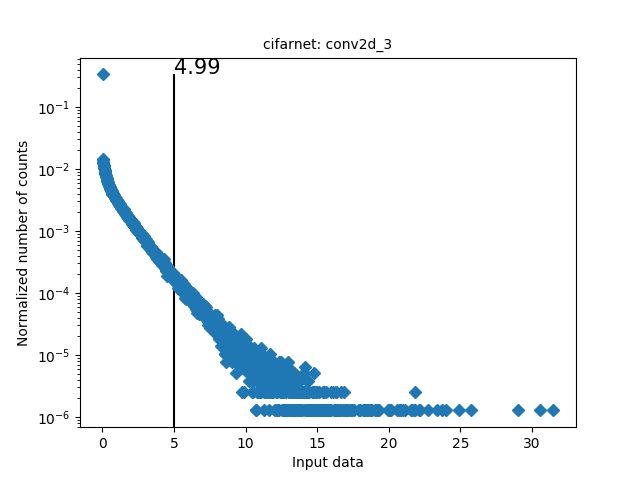 cifarnet: conv2d_3
4.99
10⁻¹
10⁻²
10⁻³
10⁻⁴
10⁻⁵
10⁻⁶
Normalized number of counts
0 5 10 15 20 25 30
Input data